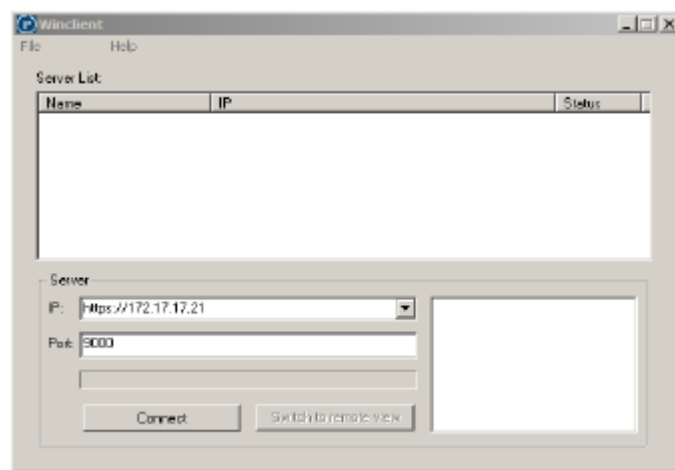 Winclient
File Help
Server List:
Name IP Status
Server
IP: https://172.17.17.21
Port: 9000
Connect Switch to remote view